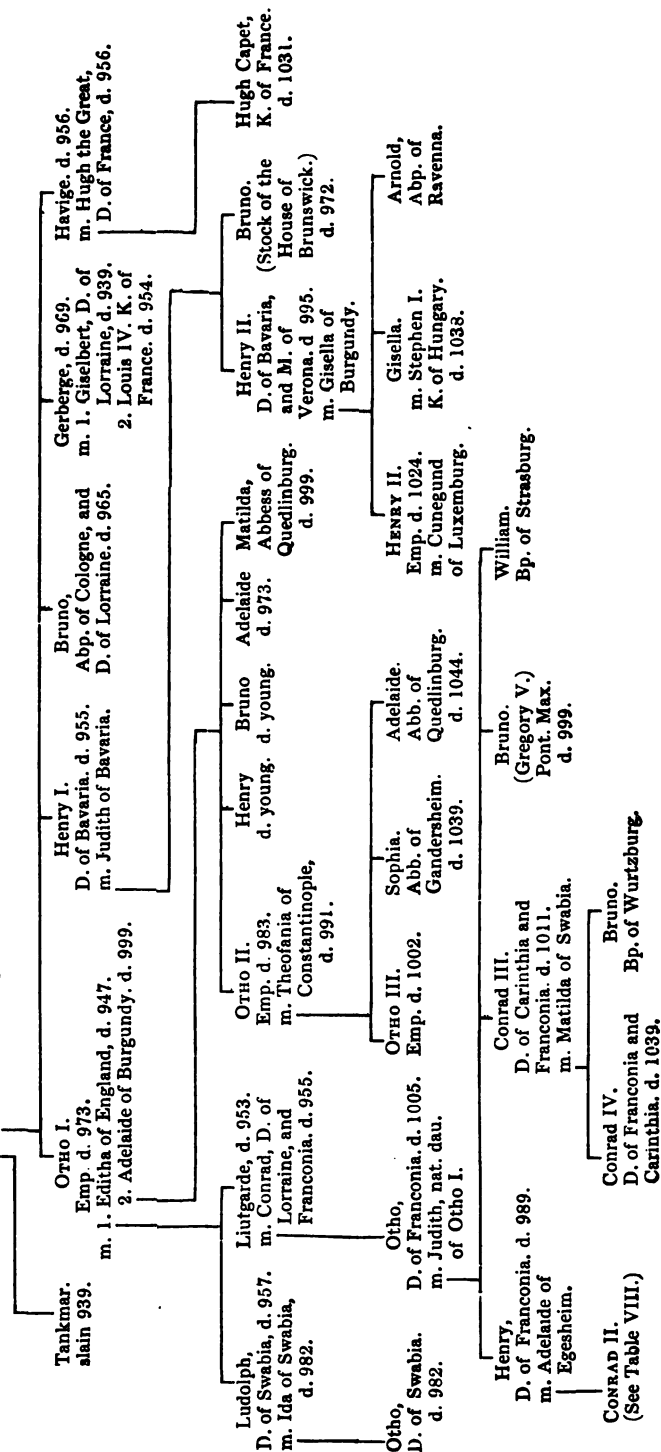 Tankmar.
slain 939.
OTHO I.
Emp. d. 973.
m. 1. Editha of England, d. 947.
2. Adelaide of Burgundy. d. 999.
Henry I.
D. of Bavaria. d. 955.
m. Judith of Bavaria.
Bruno,
Abp. of Cologne, and
D. of Lorraine. d. 965.
Gerberge, d. 969.
m. 1. Giselbert, D. of
Lorraine, d. 939.
2. Louis IV. K. of
France. d. 954.
Havige. d. 956.
m. Hugh the Great,
D. of France, d. 956.
Ludolph,
D. of Swabia, d. 957.
m. Ida of Swabia,
d. 982.
Liutgarde, d. 953.
m. Conrad, D. of
Lorraine, and
Franconia. d. 955.
OTHO II.
Emp. d. 983.
m. Theofania of
Constantinople,
d. 991.
Henry
d. young.
Bruno
d. young.
Adelaide
d. 973.
Matilda,
Abbess of
Quedlinburg.
d. 999.
Henry II.
D. of Bavaria,
and M. of
Verona. d 995.
m. Gisella of
Burgundy.
Bruno.
(Stock of the
House of
Brunswick.)
d. 972.
Hugh Capet,
K. of France.
d. 1031.
Otho,
D. of Swabia.
d. 982.
Otho,
D. of Franconia. d. 1005.
m. Judith, nat. dau.
of Otho I.
OTHO III.
Emp. d. 1002.
Sophia.
Abb. of
Gandersheim.
d. 1039.
Adelaide.
Abb. of
Quedlinburg.
d. 1044.
HENRY II.
Emp. d. 1024.
m. Cunegund
of Luxemburg.
Gisella.
m. Stephen I.
K. of Hungary.
d. 1038.
Arnold,
Abp. of
Ravenna.
Henry,
D. of Franconia. d. 989.
m. Adelaide of
Egesheim.
Conrad III.
D. of Carinthia and
Franconia. d. 1011.
m. Matilda of Swabia.
Bruno.
(Gregory V.)
Pont. Max.
d. 999.
William.
Bp. of Strasburg.
CONRAD II.
(See Table VIII.)
Conrad IV.
D. of Franconia and
Carinthia. d. 1039.
Bruno.
Bp. of Wurtzburg.